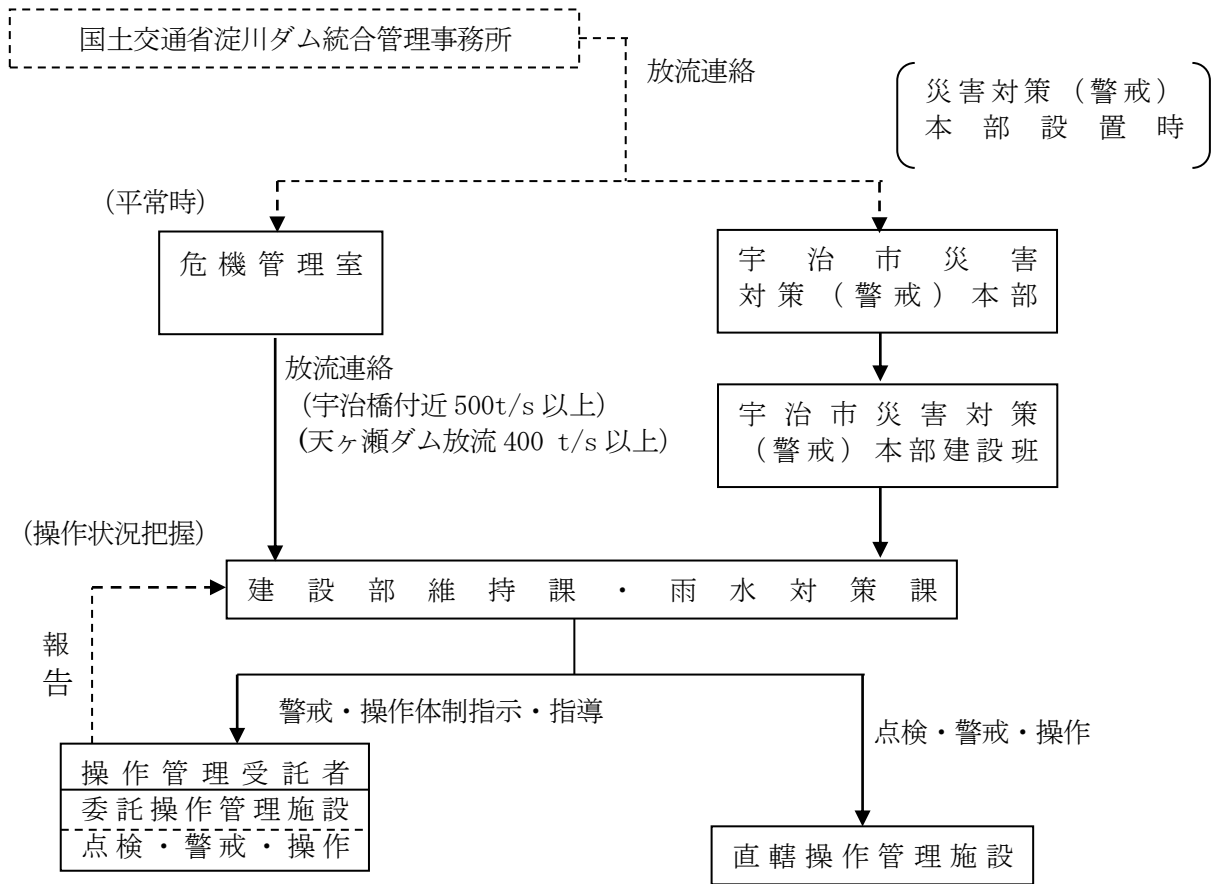 国土交通省淀川ダム統合管理事務所
放流連絡
災害対策（警戒）
本部設置時
(平常時)
危機管理室
宇治市災害
対策（警戒）本部
放流連絡
(宇治橋付近 500t/s 以上)
(天ヶ瀬ダム放流 400 t/s 以上)
宇治市災害対策
（警戒）本部建設班
(操作状況把握)
建設部維持課・雨水対策課
報
告
警戒・操作体制指示・指導
点検・警戒・操作
操作管理受託者
委託操作管理施設
点検・警戒・操作
直轄操作管理施設